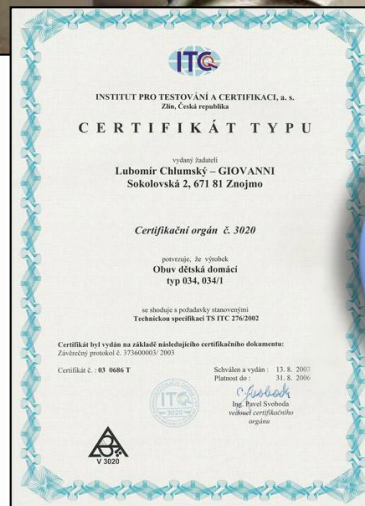 ITC
INSTITUT PRO TESTOVÁNÍ A CERTIFIKACI, a. s.
Zlín, Česká republika
CERTIFIKÁT TYPU
vydaný žadateli
Lubomír Chlumský – GIOVANNI
Sokolovská 2, 671 81 Znojmo
Certifikační orgán č. 3020
potvrzuje, že výrobek
Obuv dětská domácí
typ 034, 034/1
se shoduje s požadavky stanovenými
Technickou specifikací TS ITC 276/2002
Certifikát byl vydán na základě následujícího certifikačního dokumentu:
Závěrečný protokol č. 373600003/ 2003
Certifikát č. : 03 0686 T
Schválen a vydán : 13. 8. 2003
Platnost do : 31. 8. 2006
Ing. Pavel Svoboda
vedoucí certifikačního
orgánu
ITC
3020
V 3020